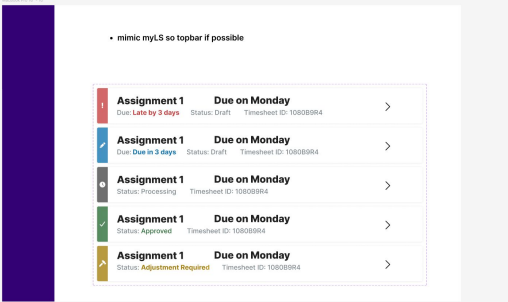 • mimic myLS so topbar if possible
Assignment 1 Due on Monday
Due: Late by 3 days Status: Draft Timesheet ID: 1080B9R4
Assignment 1 Due on Monday
Due: Due in 3 days Status: Draft Timesheet ID: 1080B9R4
Assignment 1 Due on Monday
Status: Processing Timesheet ID: 1080B9R4
Assignment 1 Due on Monday
Status: Approved Timesheet ID: 1080B9R4
Assignment 1 Due on Monday
Status: Adjustment Required Timesheet ID: 1080B9R4